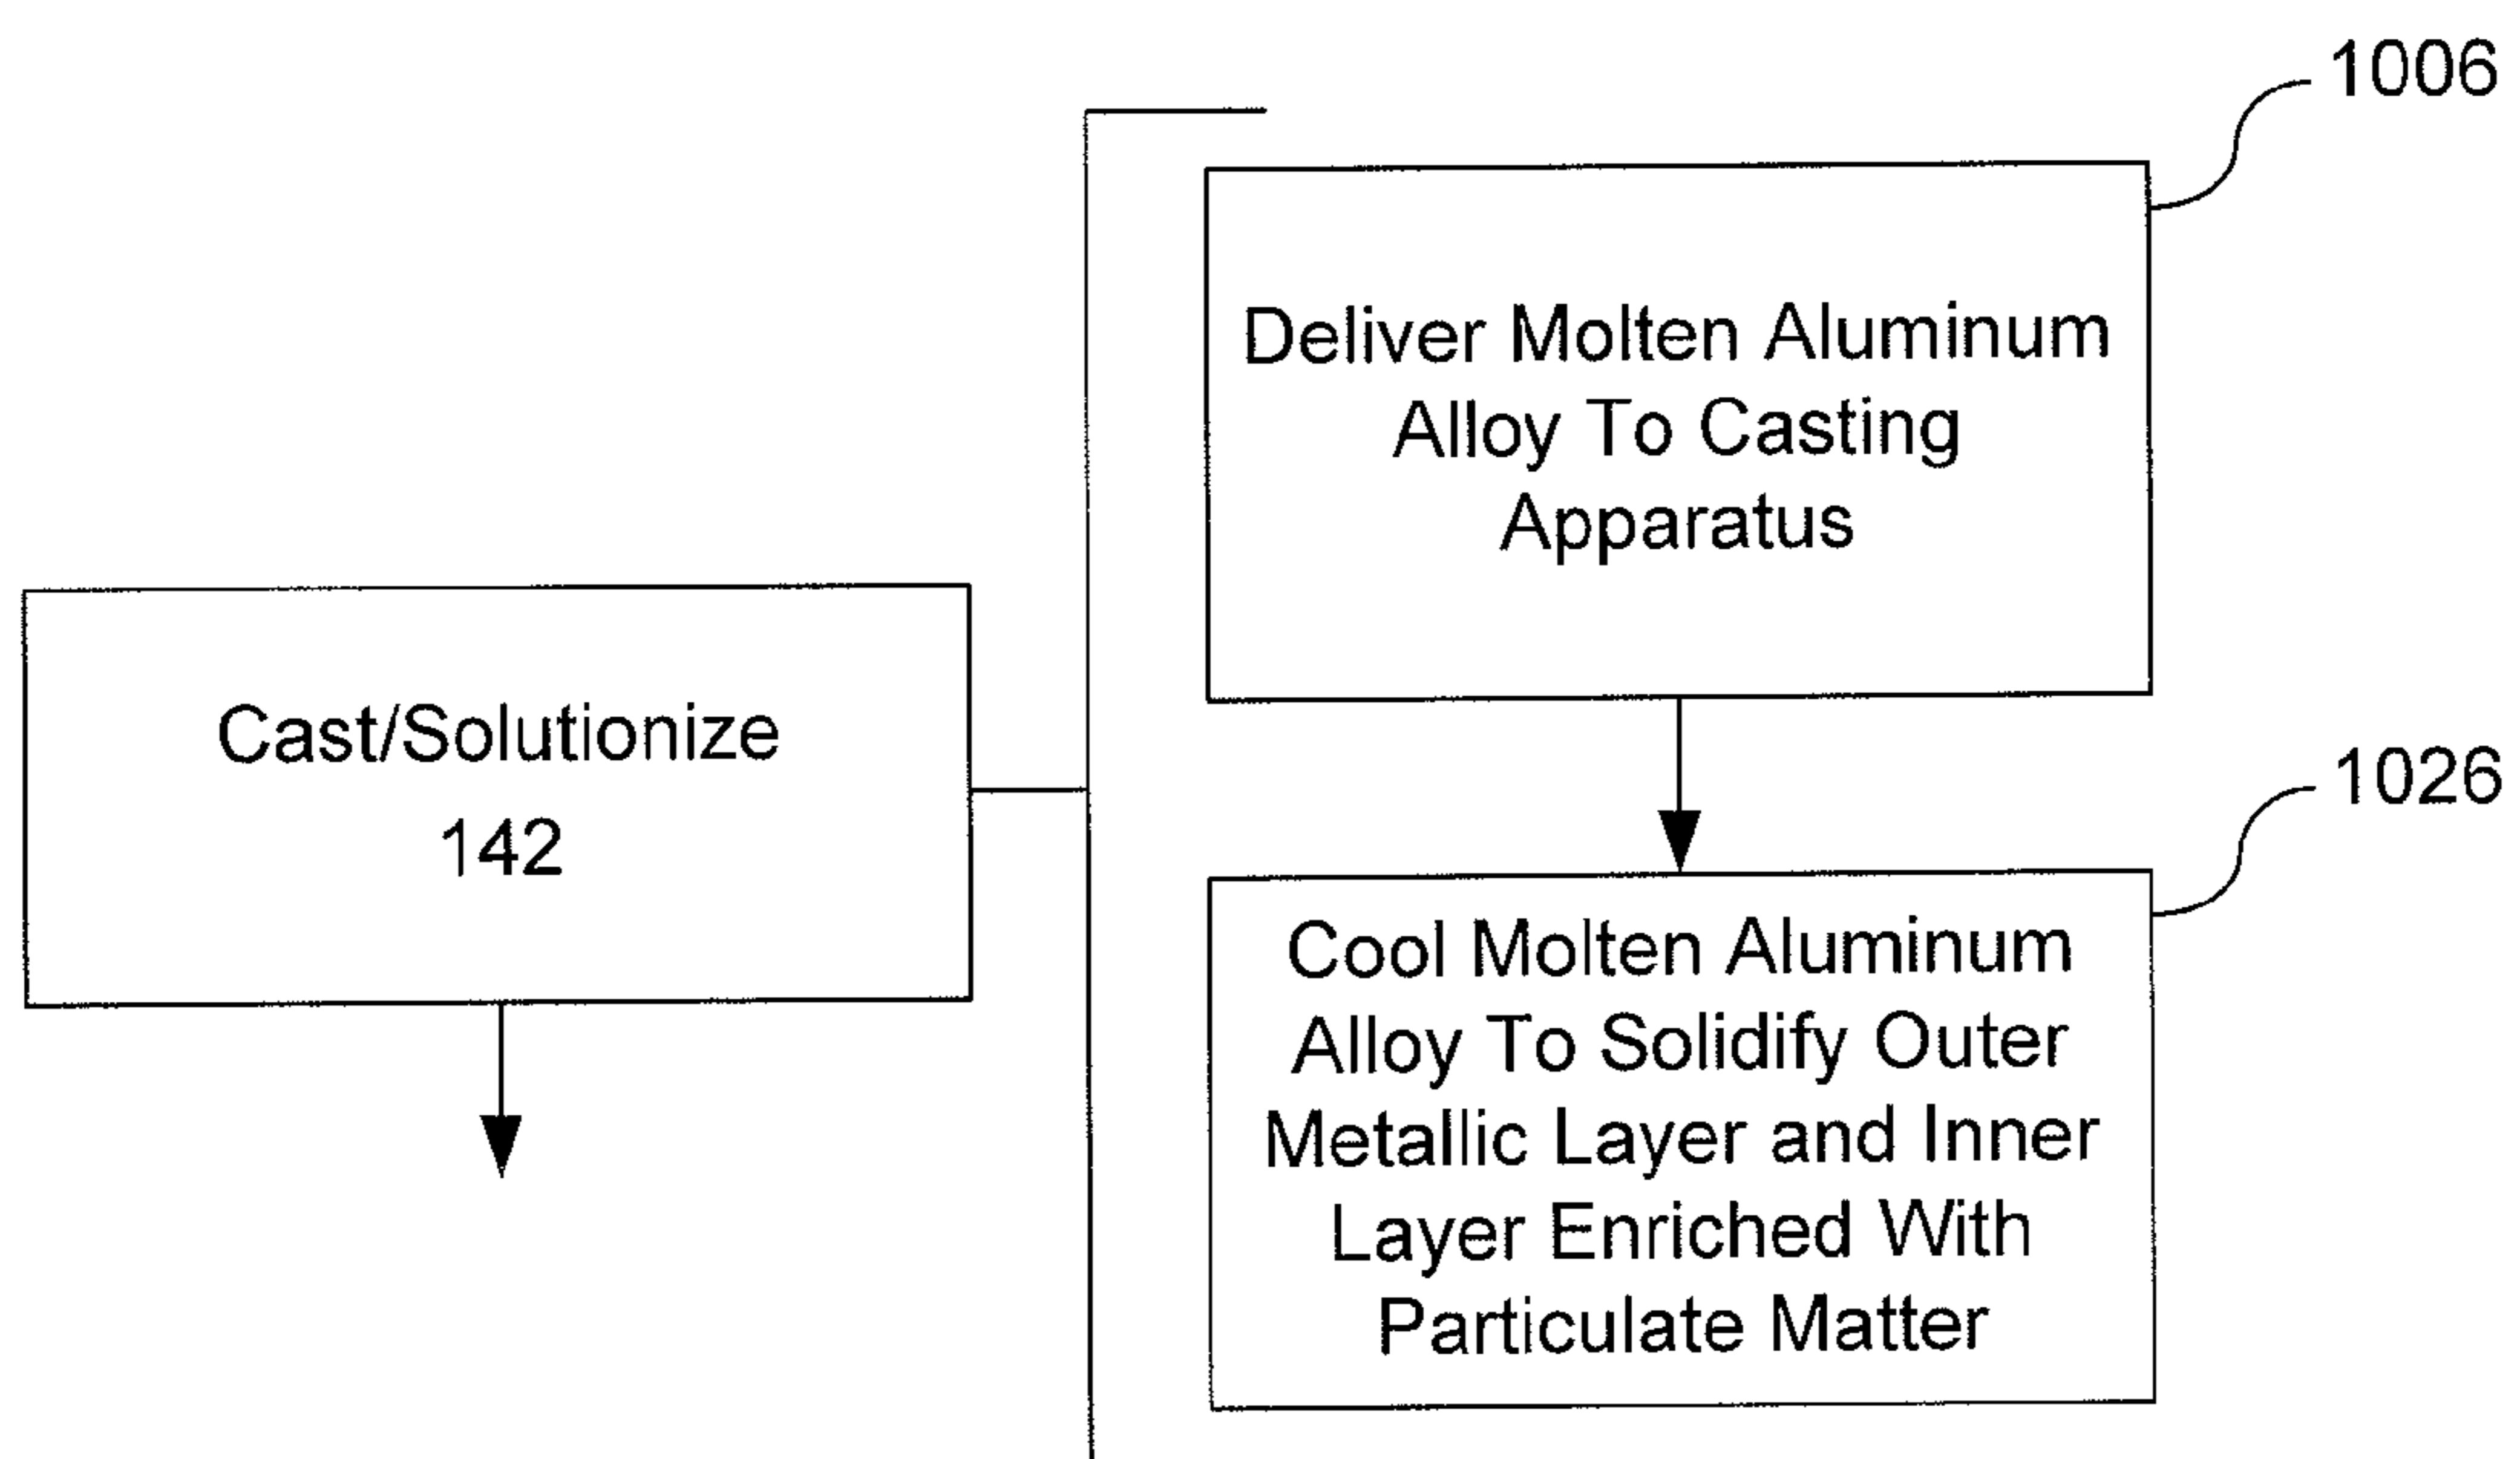 Cast/Solutionize
142
1006
Deliver Molten Aluminum
Alloy To Casting
Apparatus
1026
Cool Molten Aluminum
Alloy To Solidify Outer
Metallic Layer and Inner
Layer Enriched With
Particulate Matter